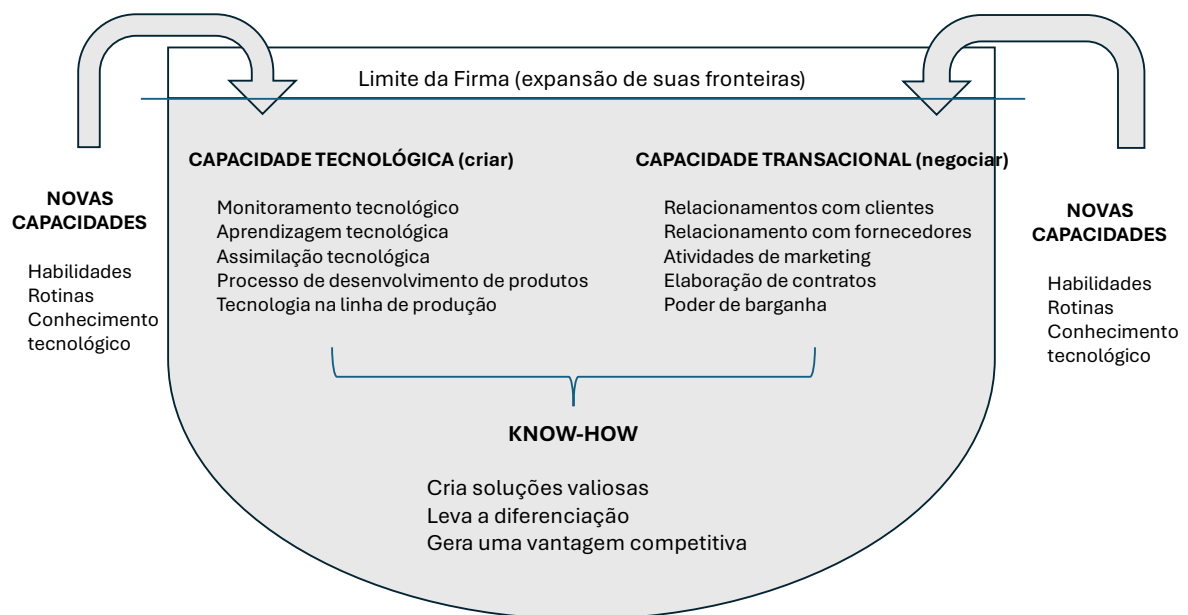 Limite da Firma (expansão de suas fronteiras)
CAPACIDADE TECNOLÓGICA (criar)
Monitoramento tecnológico
Aprendizagem tecnológica
Assimilação tecnológica
Processo de desenvolvimento de produtos
Tecnologia na linha de produção
CAPACIDADE TRANSACIONAL (negociar)
Relacionamentos com clientes
Relacionamento com fornecedores
Atividades de marketing
Elaboração de contratos
Poder de barganha
NOVAS
CAPACIDADES
Habilidades
Rotinas
Conhecimento
tecnológico
NOVAS
CAPACIDADES
Habilidades
Rotinas
Conhecimento
tecnológico
KNOW-HOW
Cria soluções valiosas
Leva a diferenciação
Gera uma vantagem competitiva